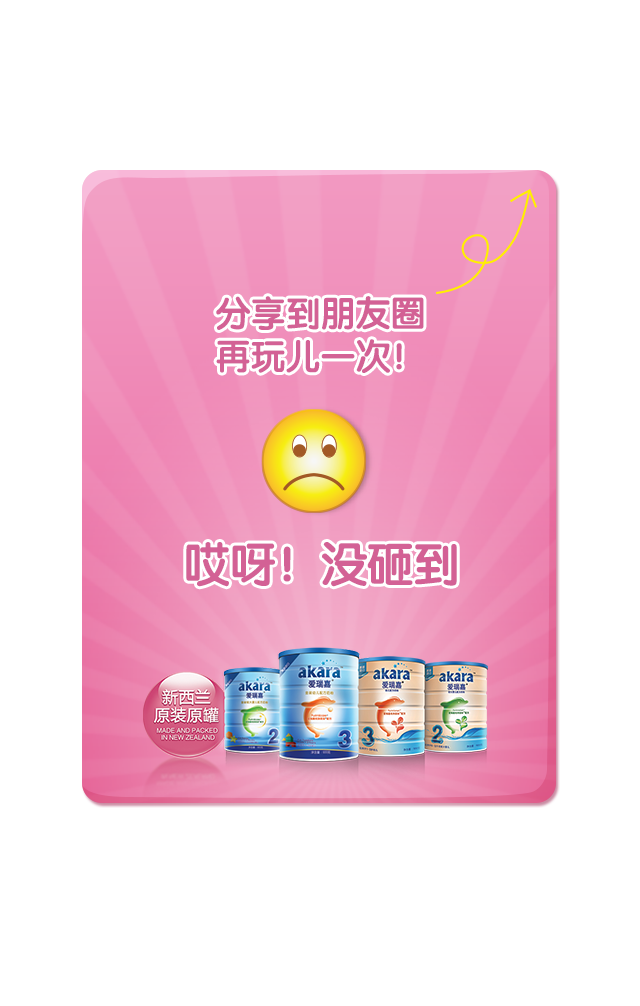 分享到朋友圈
再玩儿一次!
哎呀!没砸到
新西兰
原装原罐
MADE AND PACKED
IN NEW ZEALAND
akara
爱瑞嘉
2
akara
爱瑞嘉
3
akara
爱瑞嘉
3
akara
爱瑞嘉
2